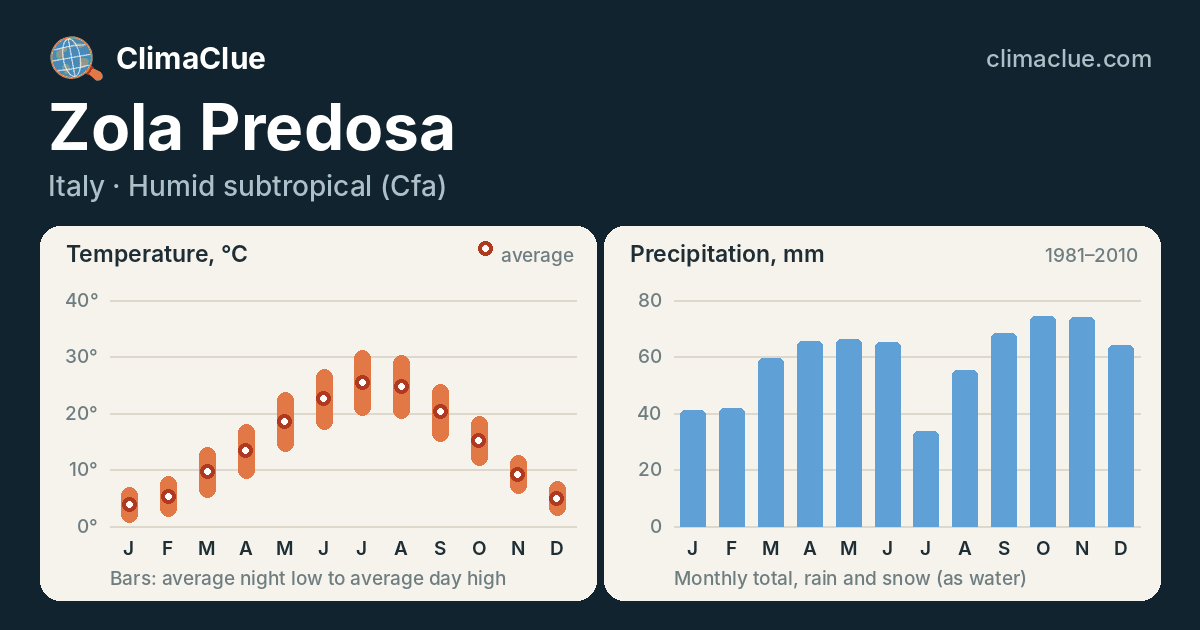 ClimaClue
climaclue.com
Zola Predosa
Italy · Humid subtropical (Cfa)
Temperature, °C
average
40°
30°
20°
10°
0°
J F M A M J J A S O N D
Bars: average night low to average day high
Precipitation, mm
1981–2010
80
60
40
20
0
J F M A M J J A S O N D
Monthly total, rain and snow (as water)